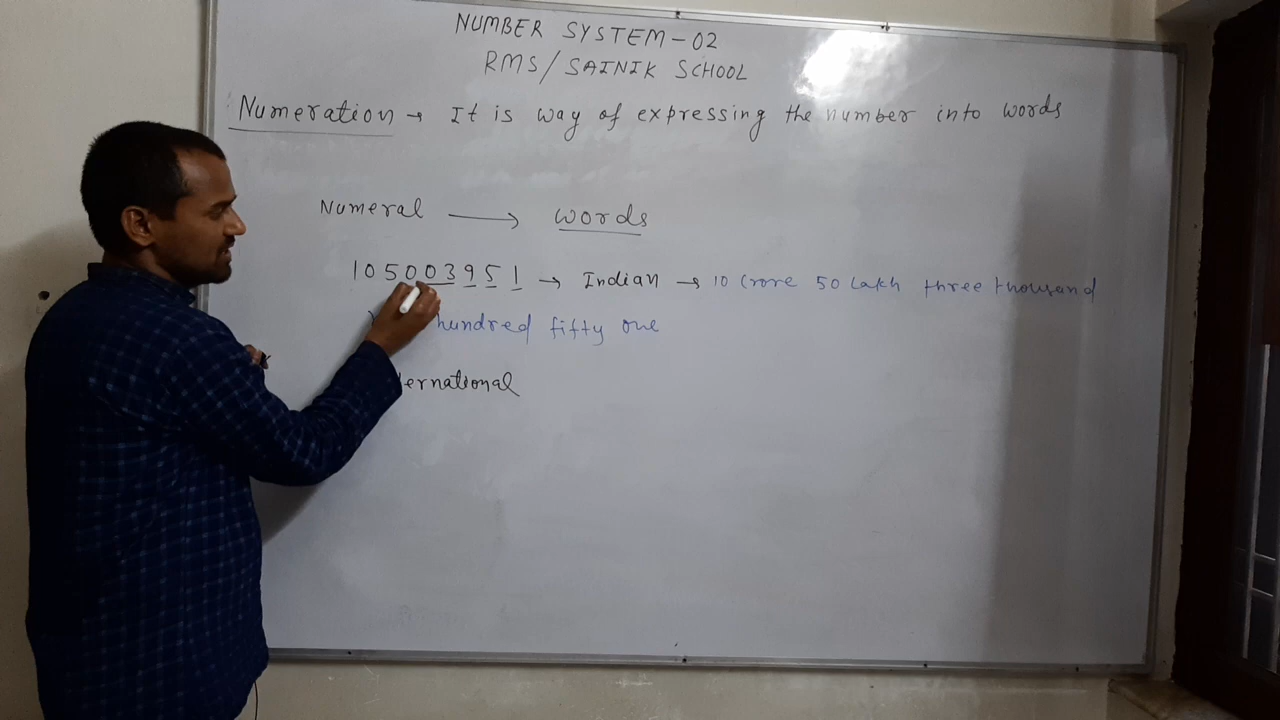 NUMBER SYSTEM-02
RMS/SAINIK SCHOOL
Numeration → It is way of expressing the number into words
Numeral → words
105003951 → Indian → 10 Crore 50 Lakh three thousand
hundred fifty one
ernational